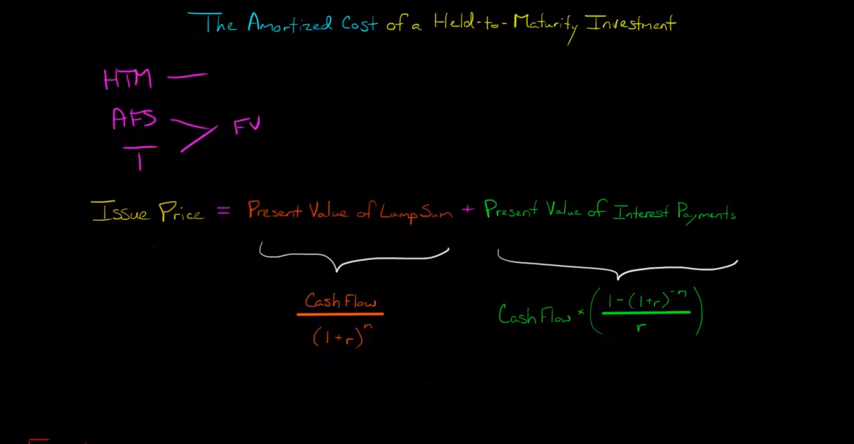 The Amortized Cost of a Held-to-Maturity Investment
HTM
AFS
FV
T
Issue Price = Present Value of Lump Sum + Present Value of Interest Payments
Cash Flow
(1+r)^n
Cash Flow * (1-(1+r)^-n / r)